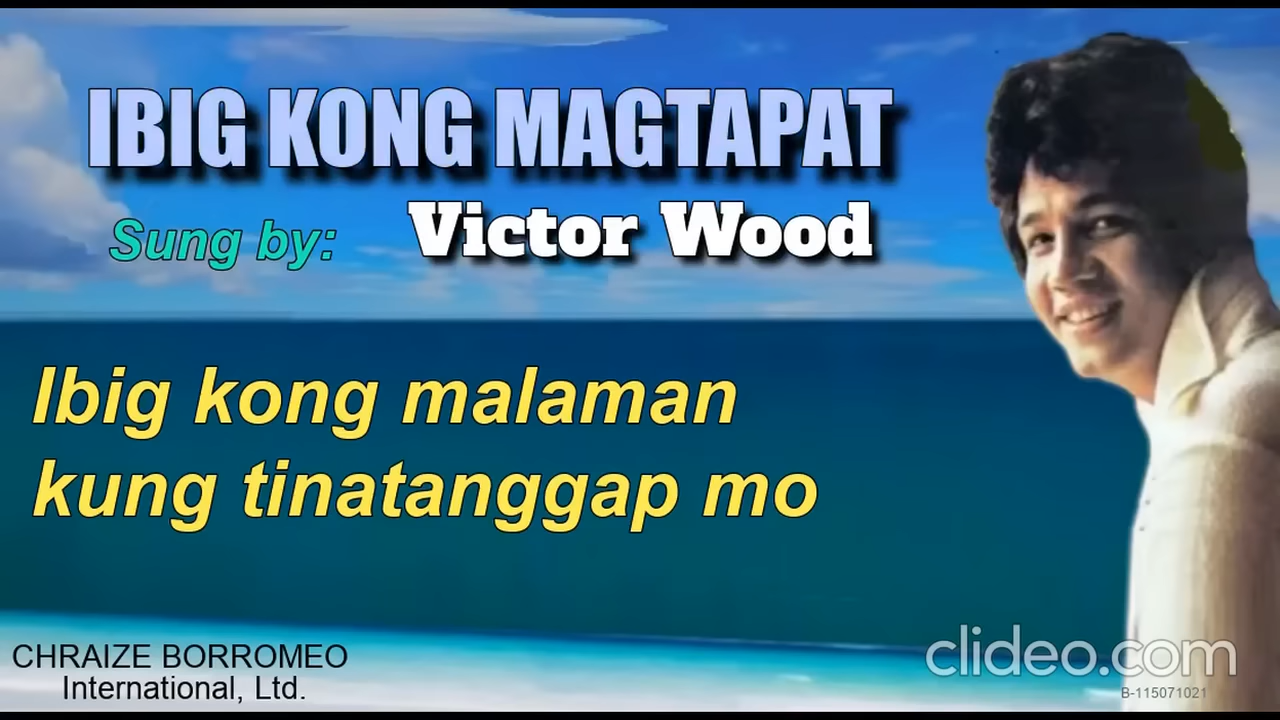 IBIG KONG MAGTAPAT
Sung by: Victor Wood
Ibig kong malaman
kung tinatanggap mo
CHRAIZE BORROMEO
International, Ltd.
clideo.com
B-115071021